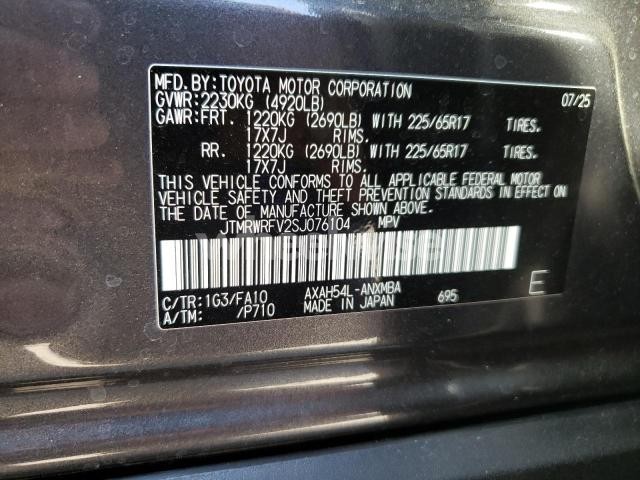 MFD.BY:TOYOTA MOTOR CORPORATION 07/25
GVWR:2230KG (4920LB)
GAWR:FRT. 1220KG (2690LB) WITH 225/65R17 TIRES.
17X7J RIMS.
RR. 1220KG (2690LB) WITH 225/65R17 TIRES.
17X7J RIMS.
THIS VEHICLE CONFORMS TO ALL APPLICABLE FEDERAL MOTOR
VEHICLE SAFETY AND THEFT PREVENTION STANDARDS IN EFFECT ON
THE DATE OF MANUFACTURE SHOWN ABOVE.
JTMRWRFV2SJ076104 MPV
C/TR:1G3/FA10 AXAH54L-ANXMBA
A/TM: /P710 MADE IN JAPAN 695 E